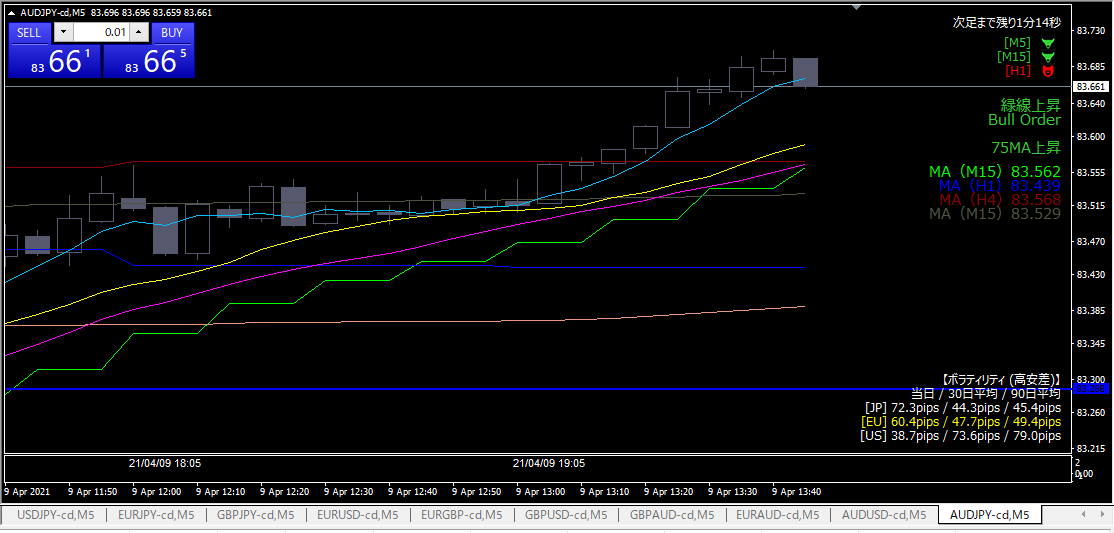 AUDJPY-cd,M5 83.696 83.696 83.659 83.661
SELL 0.01 BUY
83 66 1 83 66 5
次足まで残り1分14秒
[M5]
[M15]
[H1]
緑線上昇
Bull Order
75MA上昇
MA（M15）83.562
MA（H1）83.439
MA（H4）83.568
MA（M15）83.529
【ボラティリティ (高安差)】
当日 / 30日平均 / 90日平均
[JP] 72.3pips / 44.3pips / 45.4pips
[EU] 60.4pips / 47.7pips / 49.4pips
[US] 38.7pips / 73.6pips / 79.0pips
83.730
83.685
83.661
83.640
83.600
83.555
83.515
83.470
83.430
83.385
83.345
83.300
83.260
83.215
2
21/04/09 18:05 21/04/09 19:05
9 Apr 2021 9 Apr 11:50 9 Apr 12:00 9 Apr 12:10 9 Apr 12:20 9 Apr 12:30 9 Apr 12:40 9 Apr 12:50 9 Apr 13:00 9 Apr 13:10 9 Apr 13:20 9 Apr 13:30 9 Apr 13:40
USDJPY-cd,M5 EURJPY-cd,M5 GBPJPY-cd,M5 EURUSD-cd,M5 EURGBP-cd,M5 GBPUSD-cd,M5 GBPAUD-cd,M5 EURAUD-cd,M5 AUDUSD-cd,M5 AUDJPY-cd,M5